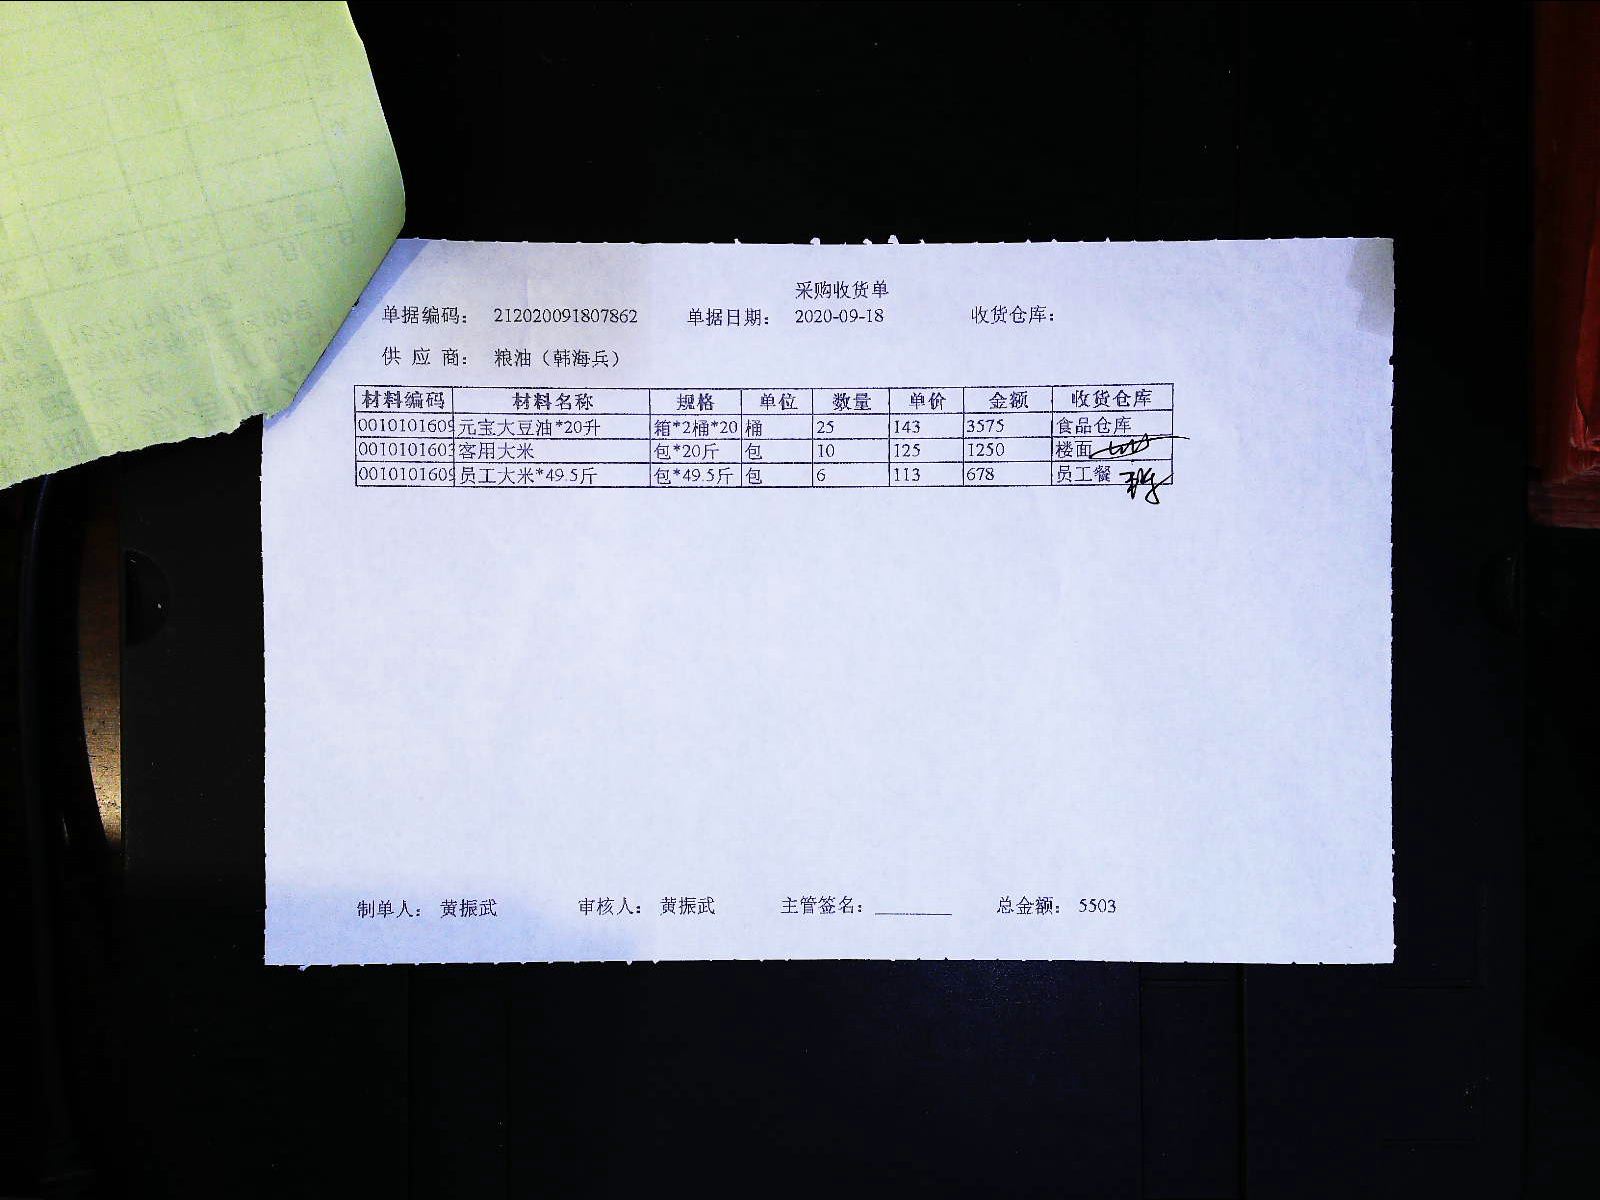 采购收货单
单据编码： 212020091807862 单据日期： 2020-09-18 收货仓库：
供 应 商： 粮油（韩海兵）
材料编码 材料名称 规格 单位 数量 单价 金额 收货仓库
0010101609 元宝大豆油*20升 箱*2桶*20 桶 25 143 3575 食品仓库
0010101603 客用大米 包*20斤 包 10 125 1250 楼面
0010101609 员工大米*49.5斤 包*49.5斤 包 6 113 678 员工餐
制单人： 黄振武 审核人： 黄振武 主管签名： 总金额： 5503